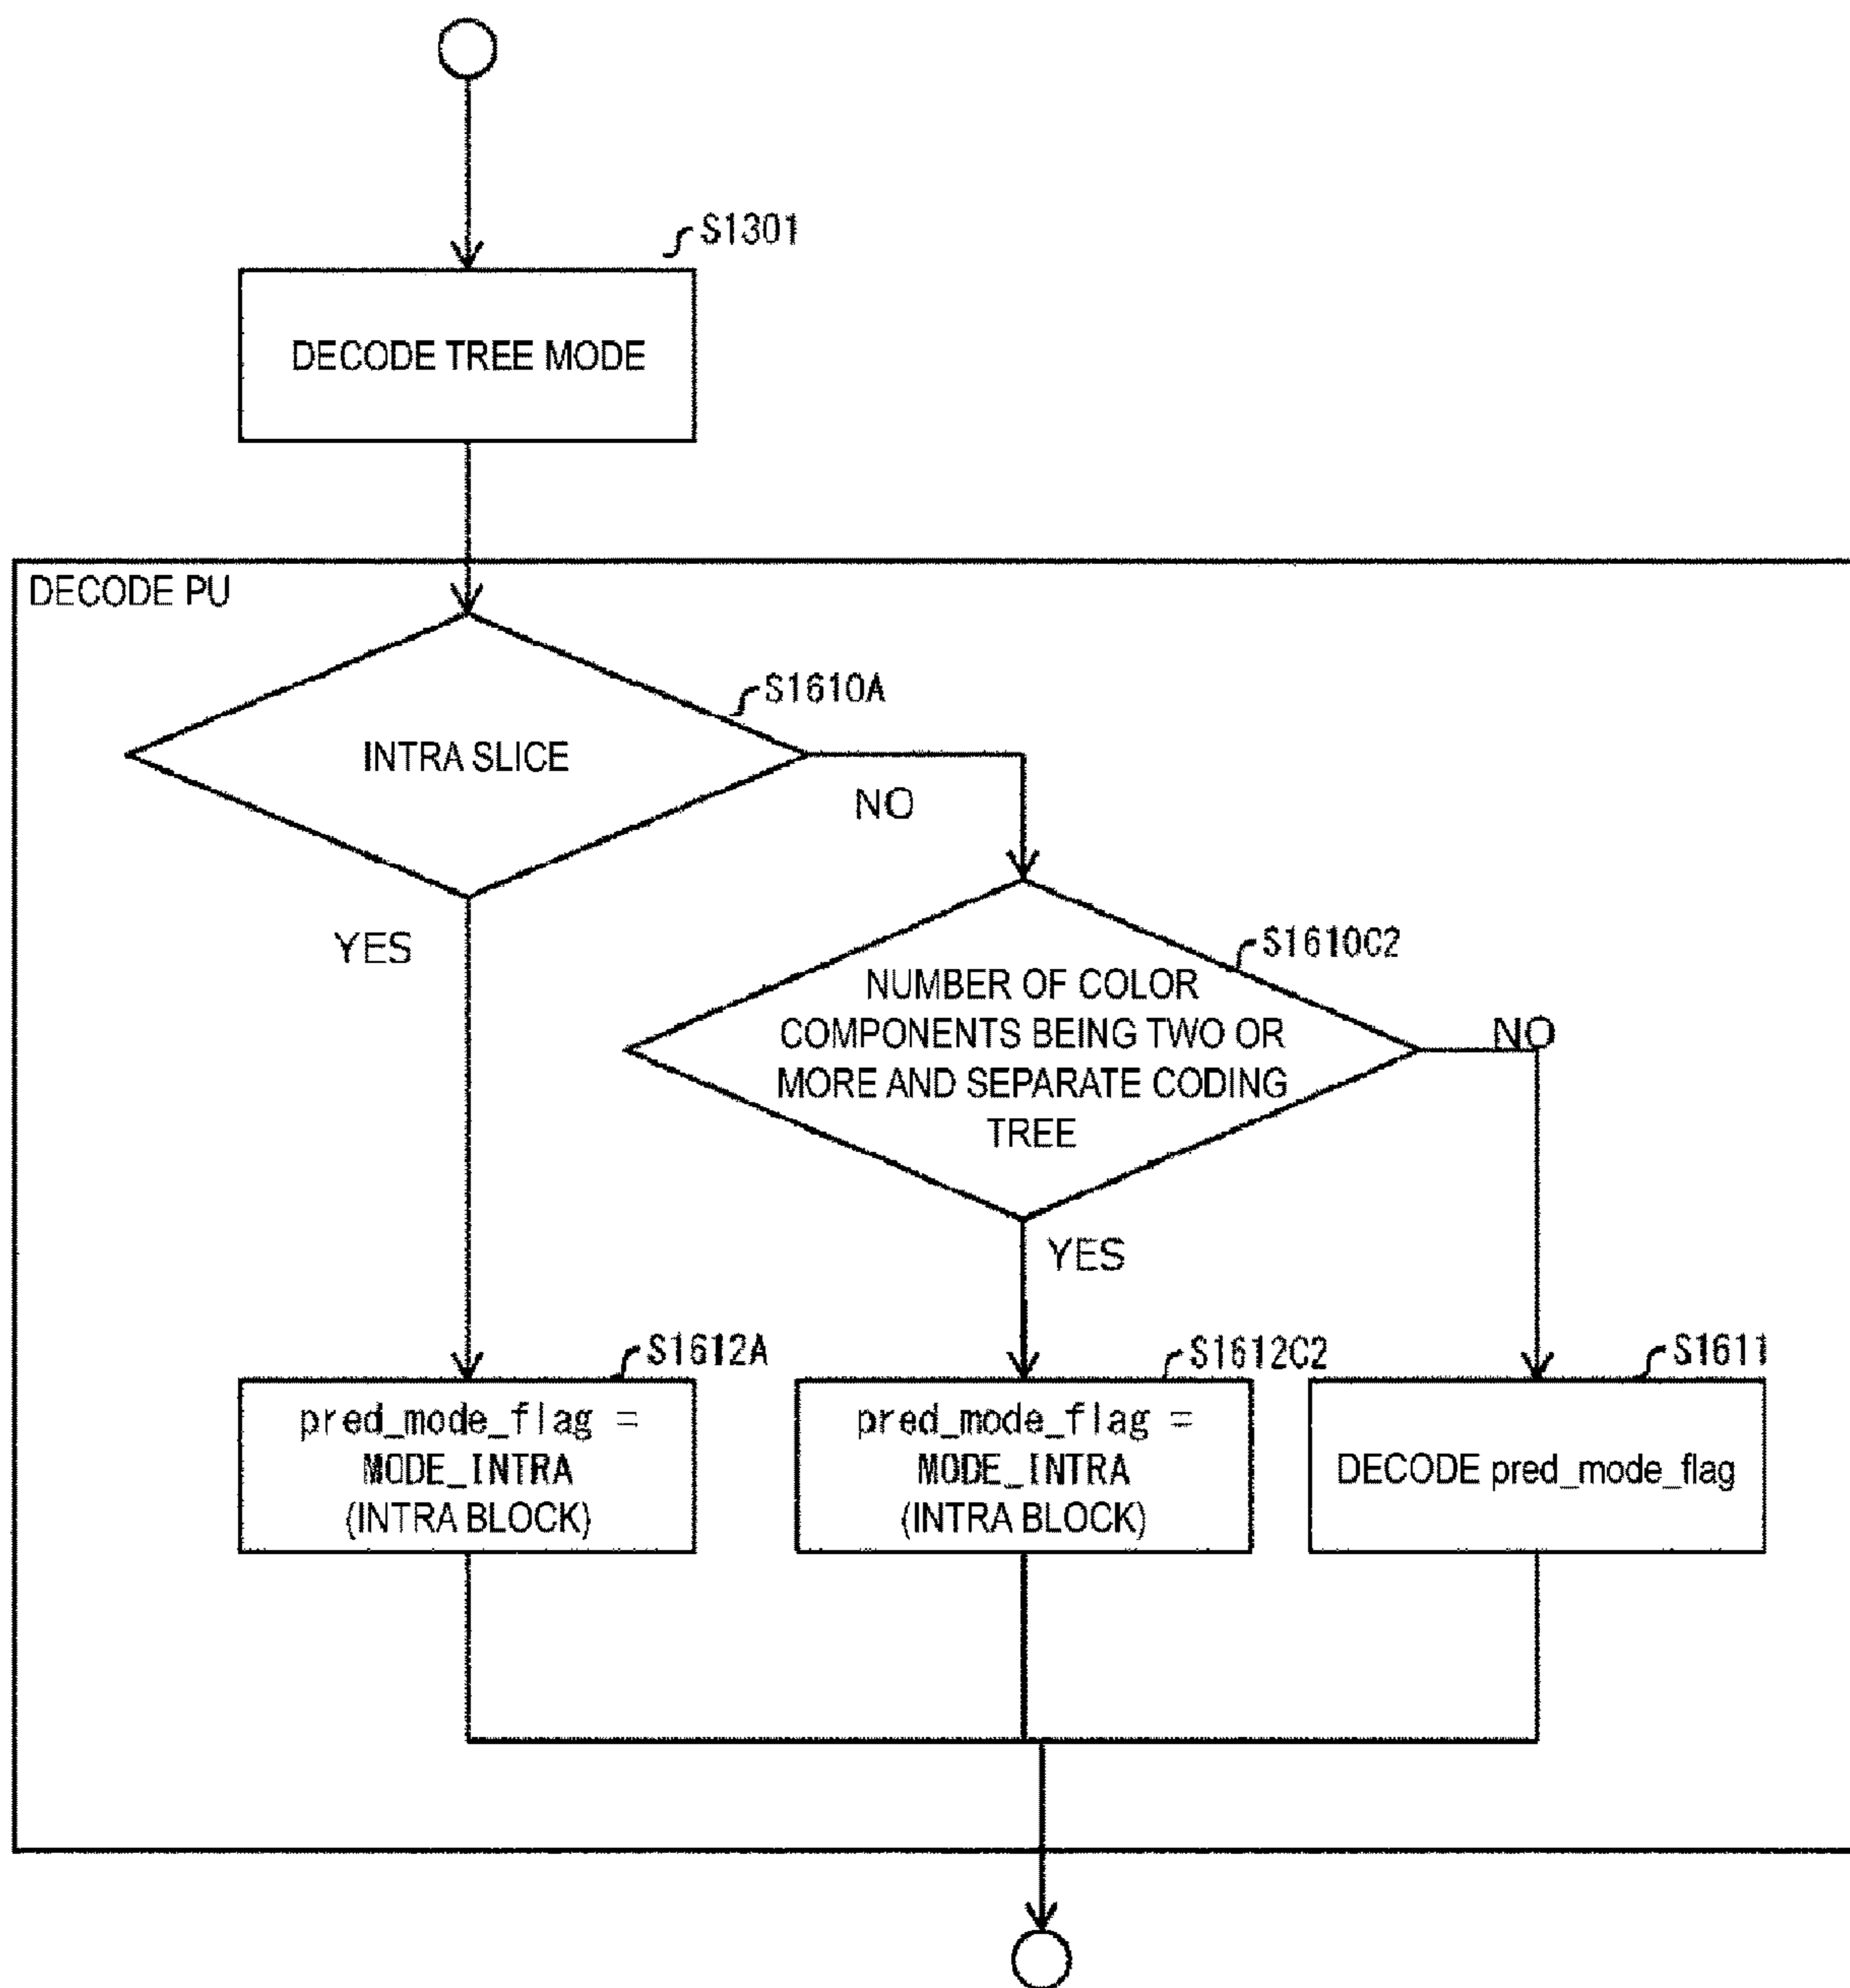 S1301
DECODE TREE MODE
DECODE PU
S1610A
INTRA SLICE
NO
YES
S1610C2
NUMBER OF COLOR
COMPONENTS BEING TWO OR
MORE AND SEPARATE CODING
TREE
NO
YES
S1612A
pred_mode_flag =
MODE_INTRA
(INTRA BLOCK)
S1612C2
pred_mode_flag =
MODE_INTRA
(INTRA BLOCK)
S1611
DECODE pred_mode_flag